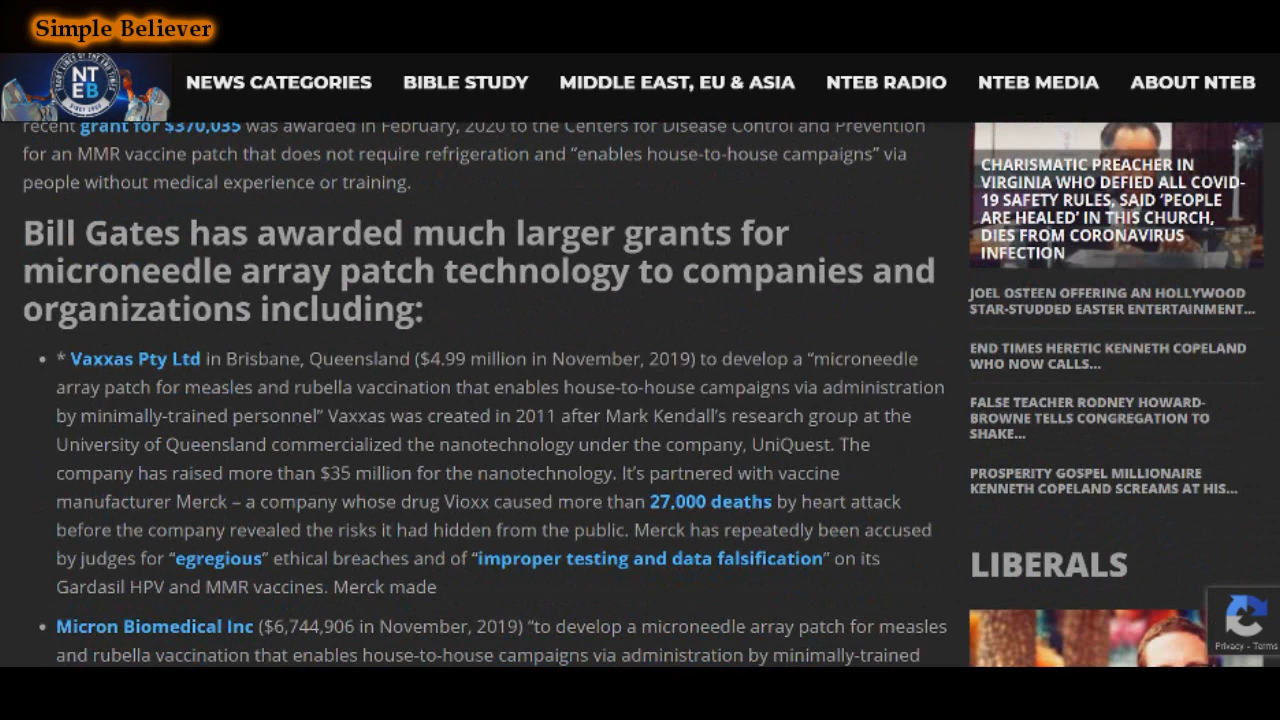 Simple Believer
NT
EB
NEWS CATEGORIES
BIBLE STUDY
MIDDLE EAST, EU & ASIA
NTEB RADIO
NTEB MEDIA
ABOUT NTEB
recent grant for $370,035 was awarded in February, 2020 to the Centers for Disease Control and Prevention
for an MMR vaccine patch that does not require refrigeration and “enables house-to-house campaigns” via
people without medical experience or training.
Bill Gates has awarded much larger grants for
microneedle array patch technology to companies and
organizations including:
* Vaxxas Pty Ltd in Brisbane, Queensland ($4.99 million in November, 2019) to develop a “microneedle
array patch for measles and rubella vaccination that enables house-to-house campaigns via administration
by minimally-trained personnel” Vaxxas was created in 2011 after Mark Kendall’s research group at the
University of Queensland commercialized the nanotechnology under the company, UniQuest. The
company has raised more than $35 million for the nanotechnology. It’s partnered with vaccine
manufacturer Merck – a company whose drug Vioxx caused more than 27,000 deaths by heart attack
before the company revealed the risks it had hidden from the public. Merck has repeatedly been accused
by judges for “egregious” ethical breaches and of “improper testing and data falsification” on its
Gardasil HPV and MMR vaccines. Merck made
Micron Biomedical Inc ($6,744,906 in November, 2019) “to develop a microneedle array patch for measles
and rubella vaccination that enables house-to-house campaigns via administration by minimally-trained
CHARISMATIC PREACHER IN
VIRGINIA WHO DEFIED ALL COVID-
19 SAFETY RULES, SAID ‘PEOPLE
ARE HEALED’ IN THIS CHURCH,
DIES FROM CORONAVIRUS
INFECTION
JOEL OSTEEN OFFERING AN HOLLYWOOD
STAR-STUDDED EASTER ENTERTAINMENT...
END TIMES HERETIC KENNETH COPELAND
WHO NOW CALLS...
FALSE TEACHER RODNEY HOWARD-
BROWNE TELLS CONGREGATION TO
SHAKE...
PROSPERITY GOSPEL MILLIONAIRE
KENNETH COPELAND SCREAMS AT HIS...
LIBERALS
Privacy - Terms